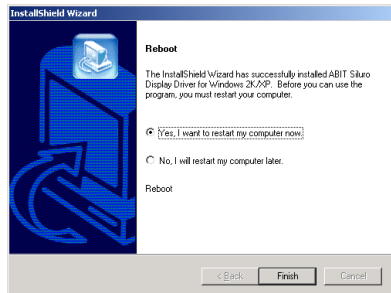 InstallShield Wizard
Reboot
The InstallShield Wizard has successfully installed ABIT Siluro
Display Driver for Windows 2K/XP. Before you can use the
program, you must restart your computer.
Yes, I want to restart my computer now.
No, I will restart my computer later.
Reboot
< Back Finish Cancel